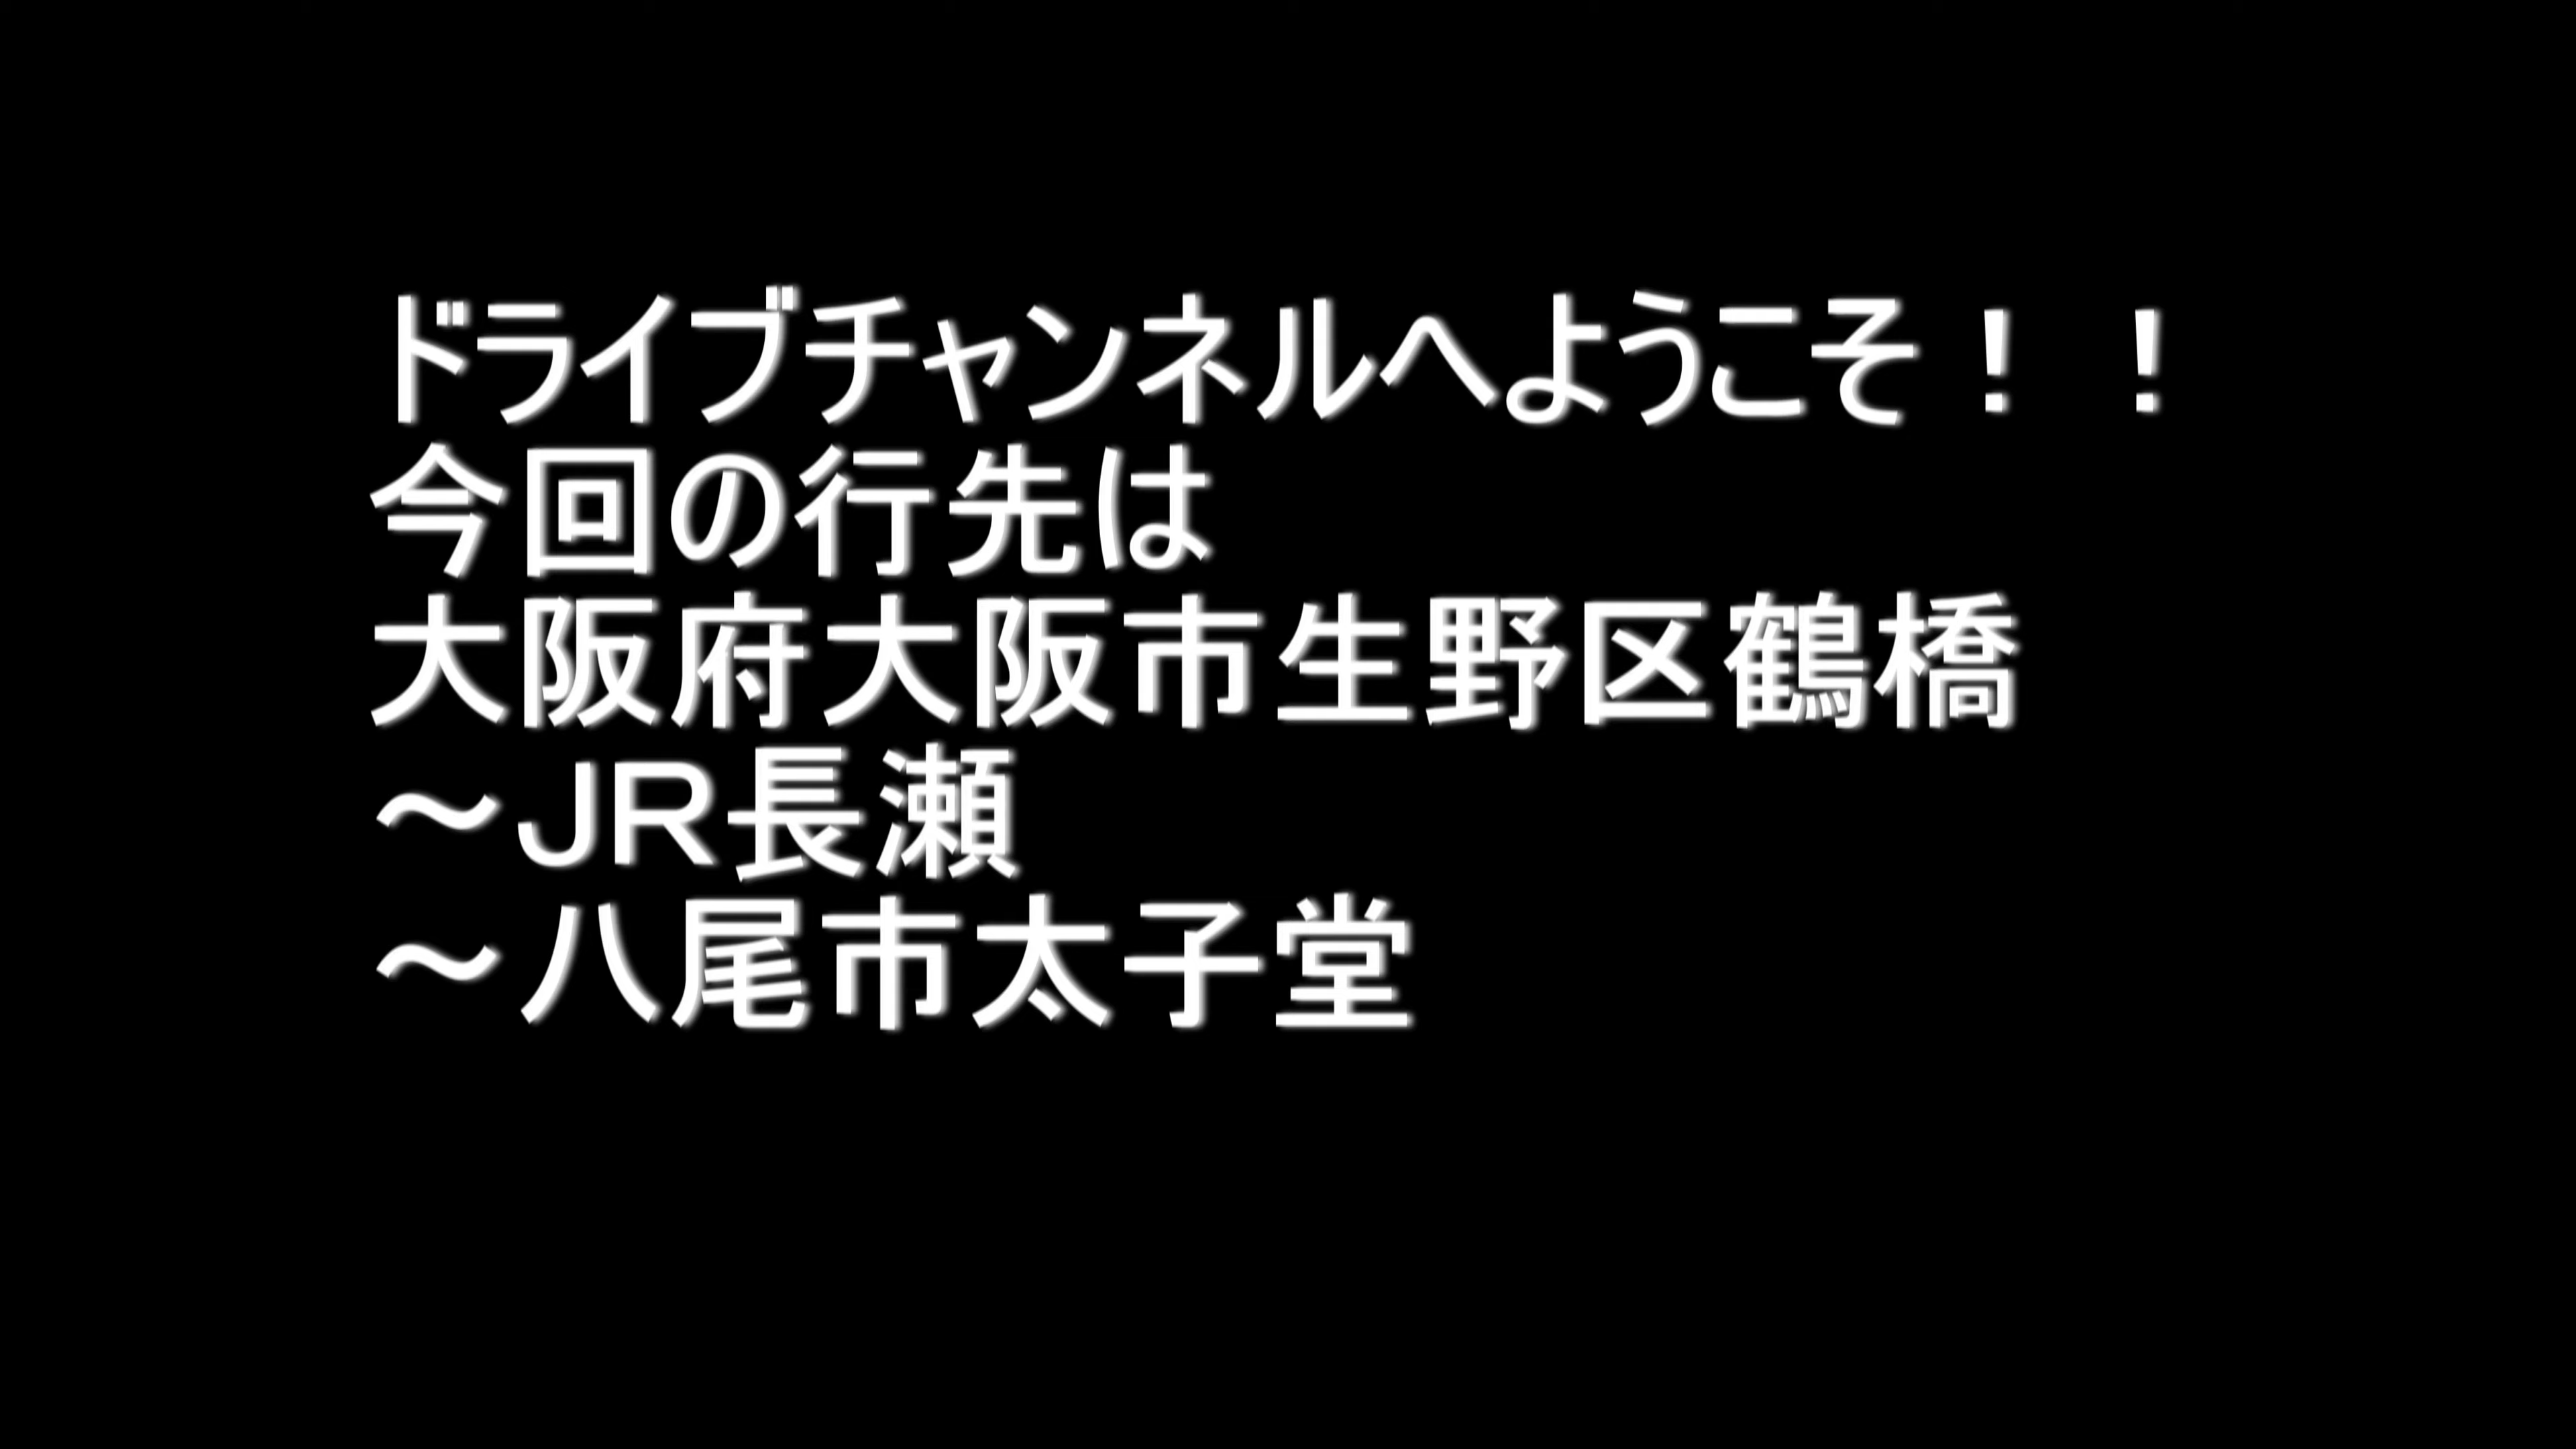 ドライブチャンネルへようこそ！！
今回の行先は
大阪府大阪市生野区鶴橋
～JR長瀬
～八尾市太子堂